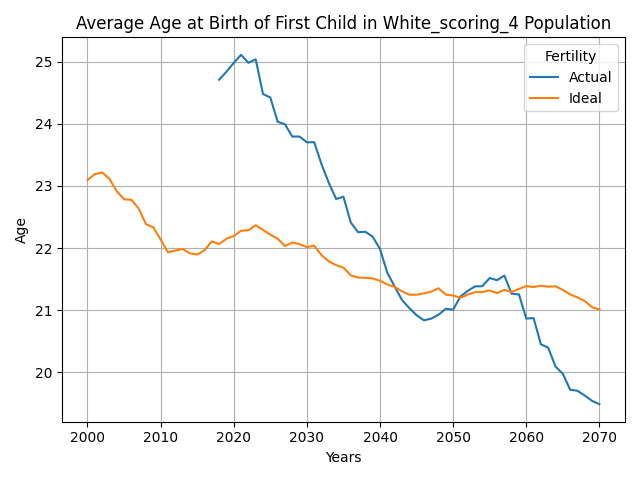 Average Age at Birth of First Child in White_scoring_4 Population
Fertility
Actual
Ideal
Age
25
24
23
22
21
20
2000 2010 2020 2030 2040 2050 2060 2070
Years